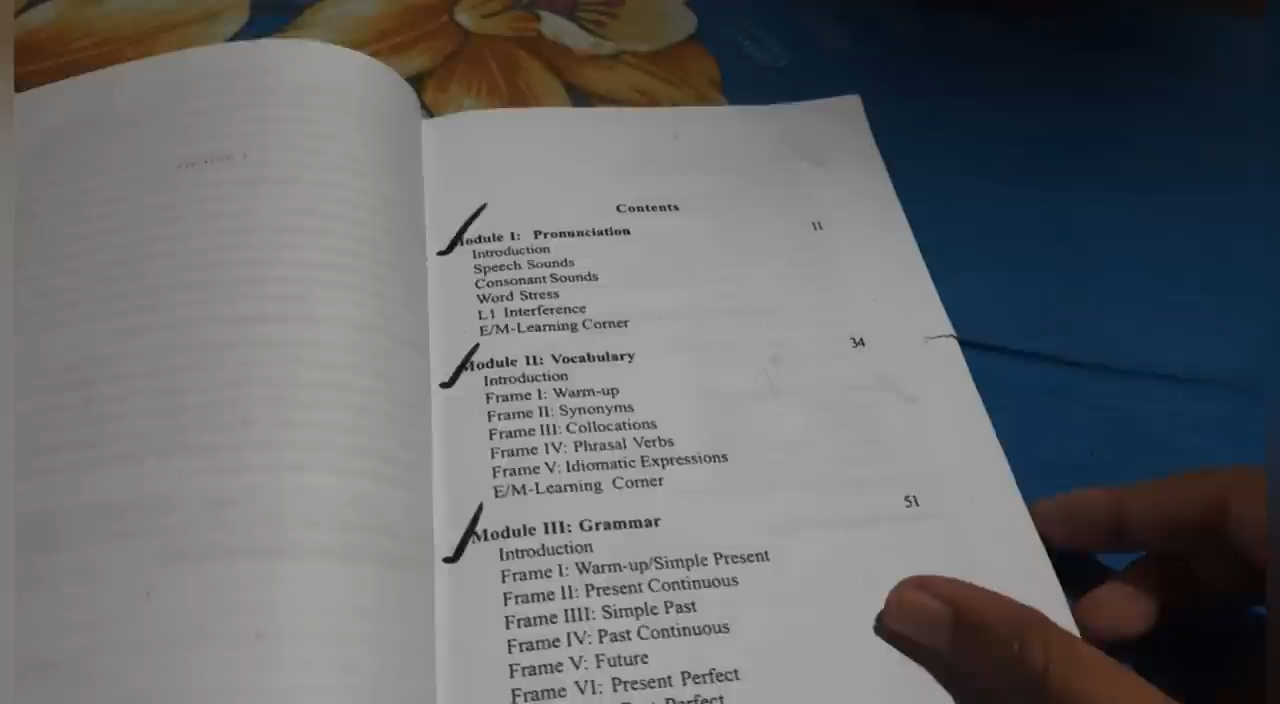 Contents
Module I: Pronunciation 11
Introduction
Speech Sounds
Consonant Sounds
Word Stress
L1 Interference
E/M-Learning Corner
Module II: Vocabulary 34
Introduction
Frame I: Warm-up
Frame II: Synonyms
Frame III: Collocations
Frame IV: Phrasal Verbs
Frame V: Idiomatic Expressions
E/M-Learning Corner
Module III: Grammar 51
Introduction
Frame I: Warm-up/Simple Present
Frame II: Present Continuous
Frame IIII: Simple Past
Frame IV: Past Continuous
Frame V: Future
Frame VI: Present Perfect
Perfect